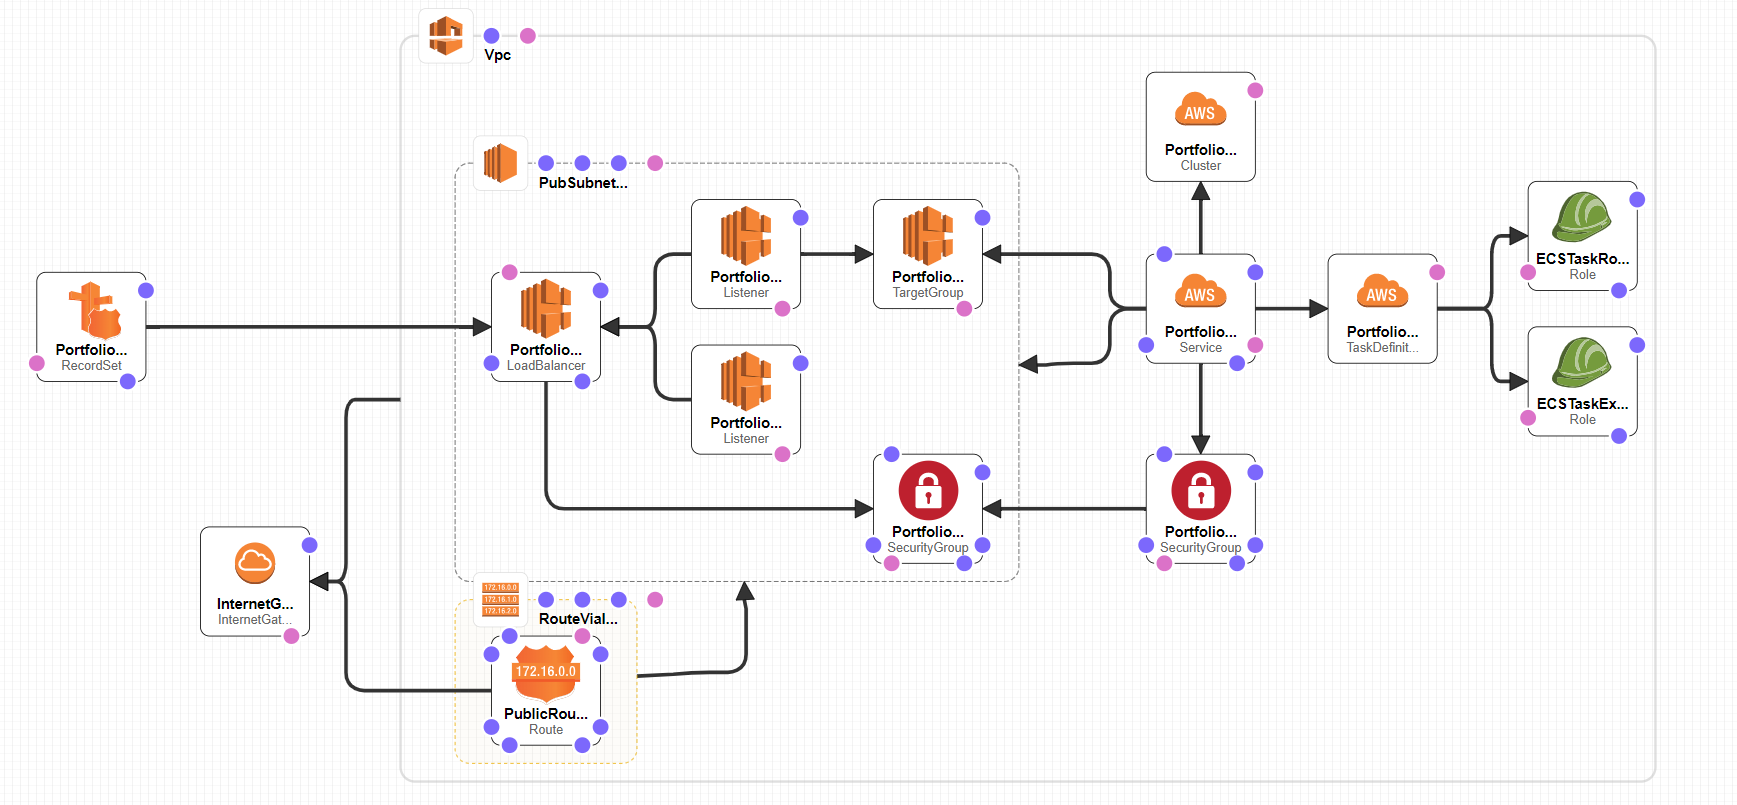 Vpc
AWS
Portfolio...
Cluster
PubSubnet...
Portfolio...
Listener
Portfolio...
TargetGroup
AWS
Portfolio...
Service
AWS
Portfolio...
TaskDefinit...
ECSTaskRo...
Role
Portfolio...
RecordSet
Portfolio...
LoadBalancer
Portfolio...
Listener
ECSTaskEx...
Role
Portfolio...
SecurityGroup
Portfolio...
SecurityGroup
InternetG...
InternetGat...
172.16.0.0
172.16.1.0
172.16.2.0
RouteVial...
172.16.0.0
PublicRou...
Route